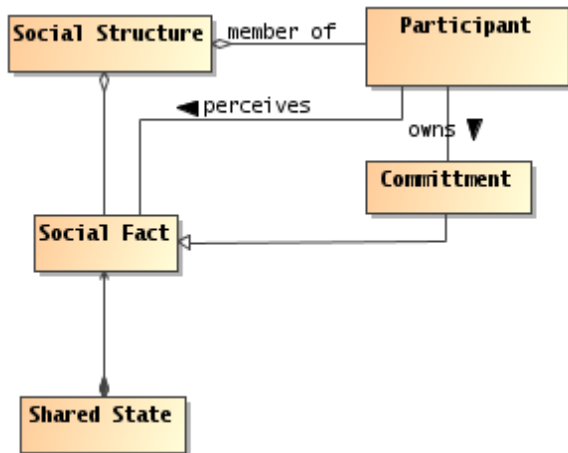 Social Structure
member of
Participant
perceives
owns
Committment
Social Fact
Shared State